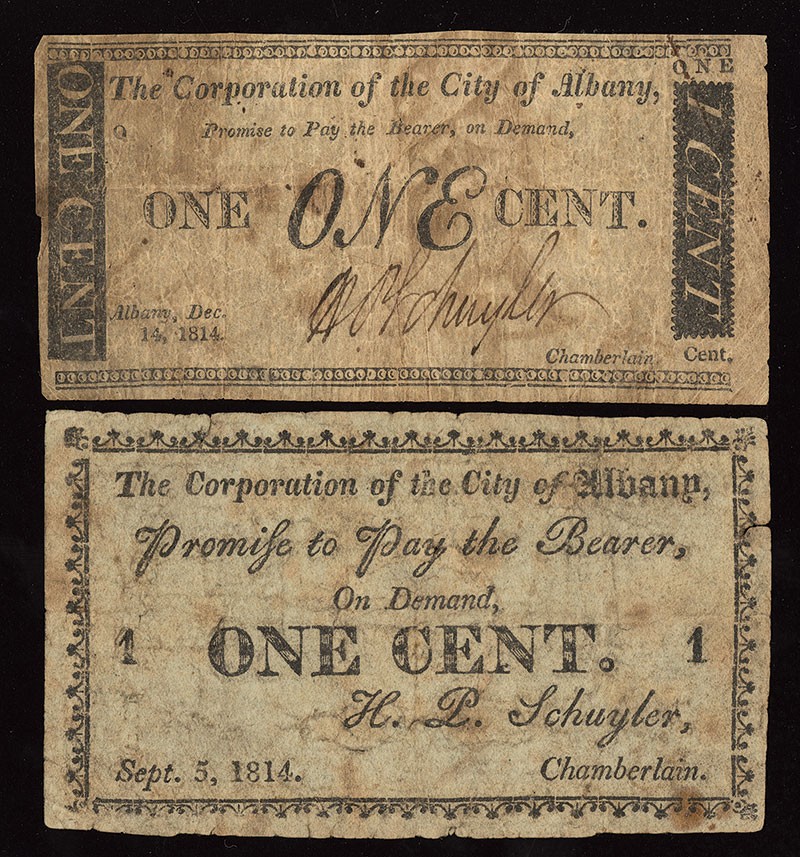 ONE CENT
ONE
1 CENT
Cent.
The Corporation of the City of Albany,
Promise to Pay the Bearer, on Demand,
ONE ONE CENT.
H P Schuyler
Albany, Dec.
14, 1814.
Chamberlain
The Corporation of the City of Albany,
Promiſe to Pay the Bearer,
On Demand,
1 ONE CENT. 1
H. P. Schuyler,
Sept. 5, 1814. Chamberlain.